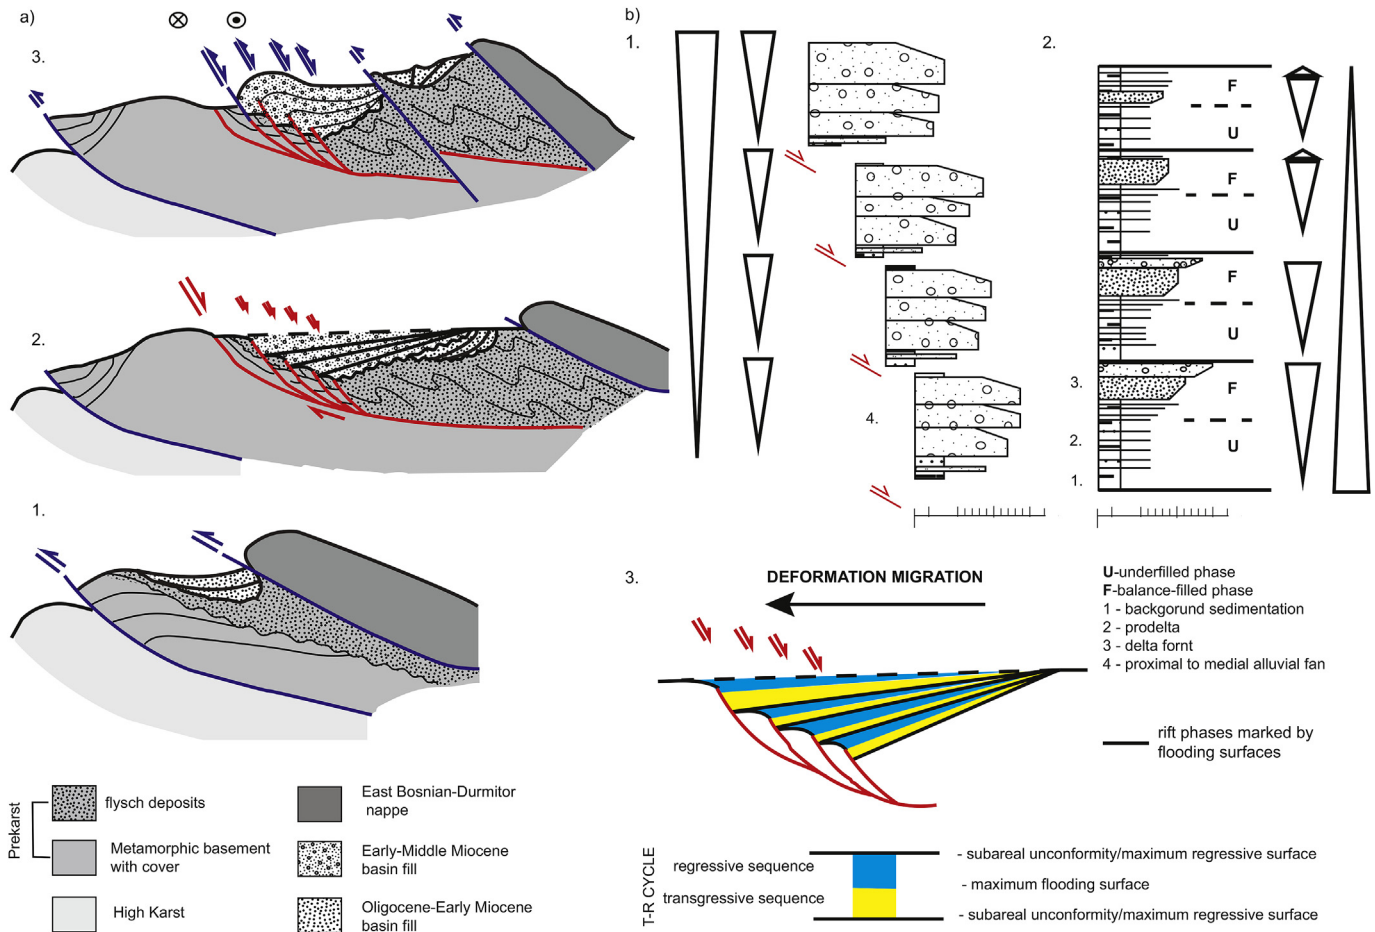 a)
3.
2.
1.
Prekarst
flysch deposits
Metamorphic basement
with cover
High Karst
East Bosnian-Durmitor
nappe
Early-Middle Miocene
basin fill
Oligocene-Early Miocene
basin fill
b)
1.
4.
2.
F
U
F
U
F
U
3.
F
2.
U
1.
3.
DEFORMATION MIGRATION
U-underfilled phase
F-balance-filled phase
1 - backgorund sedimentation
2 - prodelta
3 - delta fornt
4 - proximal to medial alluvial fan
rift phases marked by
flooding surfaces
T-R CYCLE
regressive sequence
transgressive sequence
- subareal unconformity/maximum regressive surface
- maximum flooding surface
- subareal unconformity/maximum regressive surface